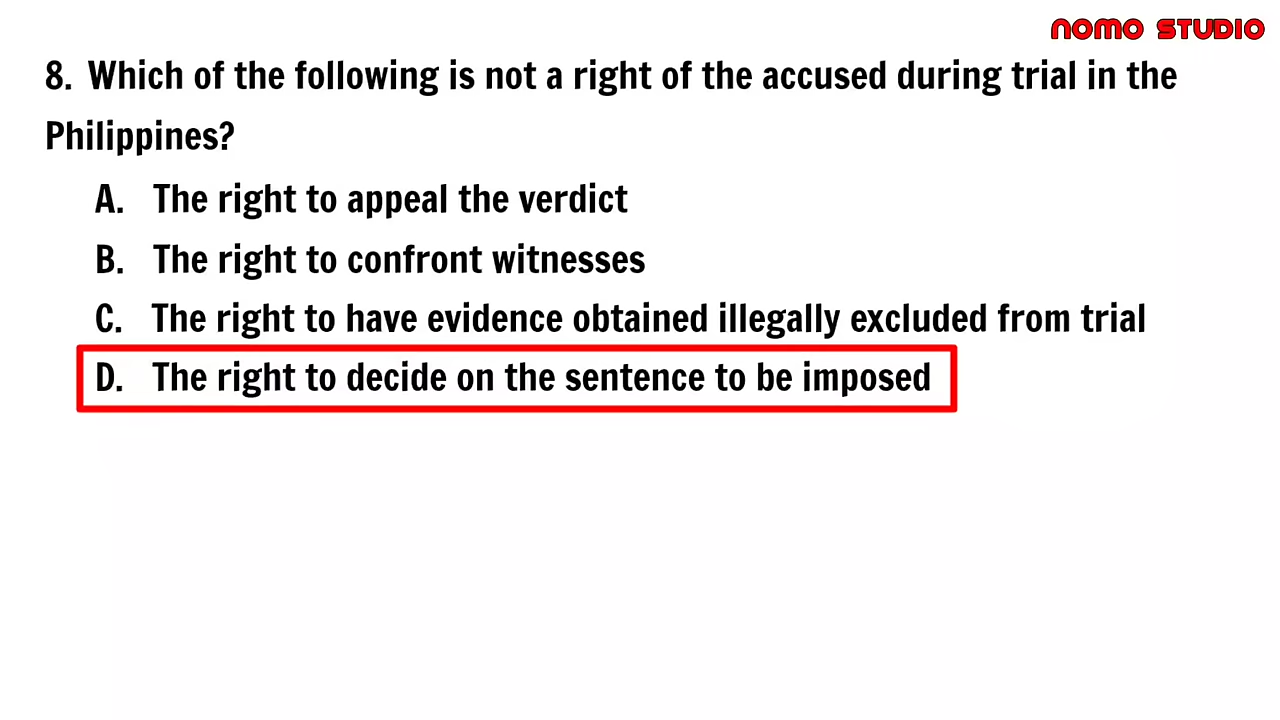 NOMO STUDIO
8. Which of the following is not a right of the accused during trial in the
Philippines?
A. The right to appeal the verdict
B. The right to confront witnesses
C. The right to have evidence obtained illegally excluded from trial
D. The right to decide on the sentence to be imposed